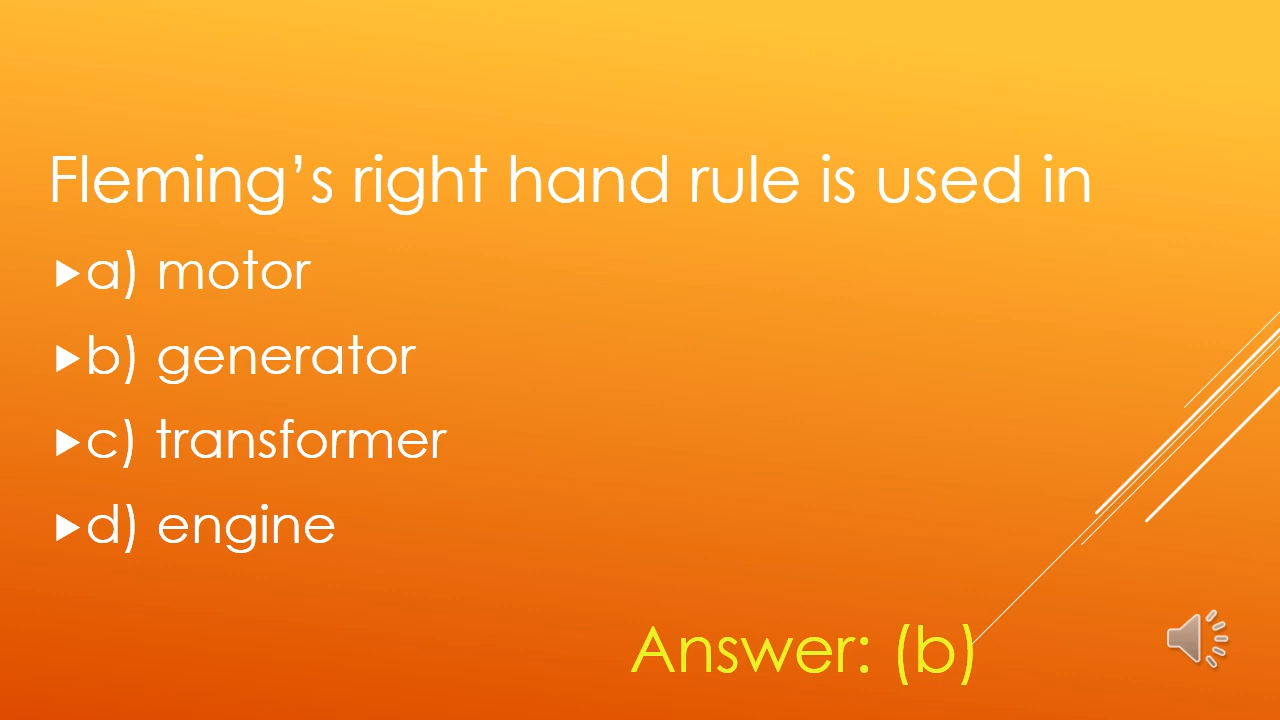 Fleming’s right hand rule is used in
a) motor
b) generator
c) transformer
d) engine
Answer: (b)